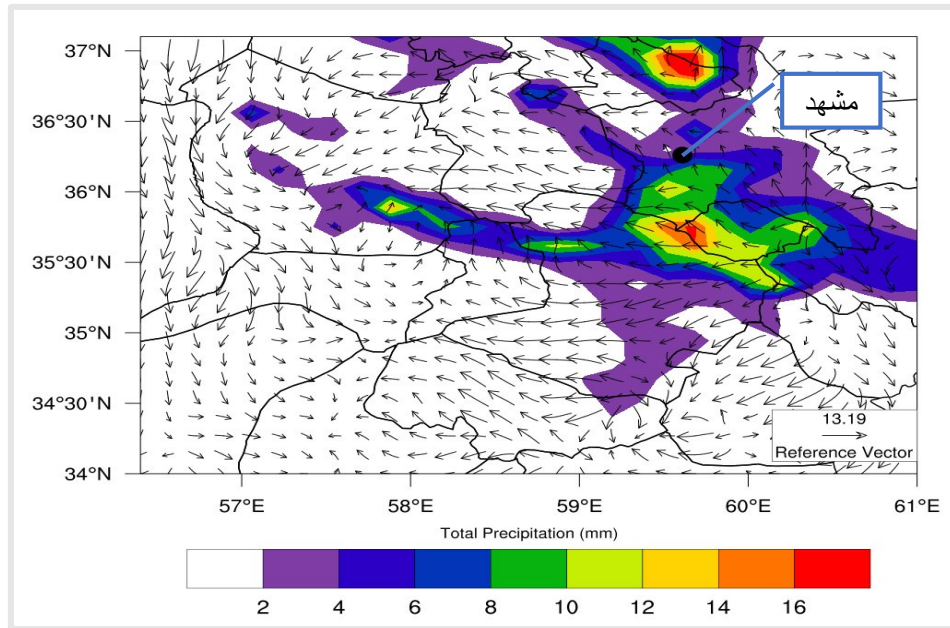 37°N
مشهد
36°30'N
36°N
35°30'N
35°N
34°30'N
13.19
Reference Vector
34°N
57°E 58°E 59°E 60°E 61°E
Total Precipitation (mm)
2 4 6 8 10 12 14 16